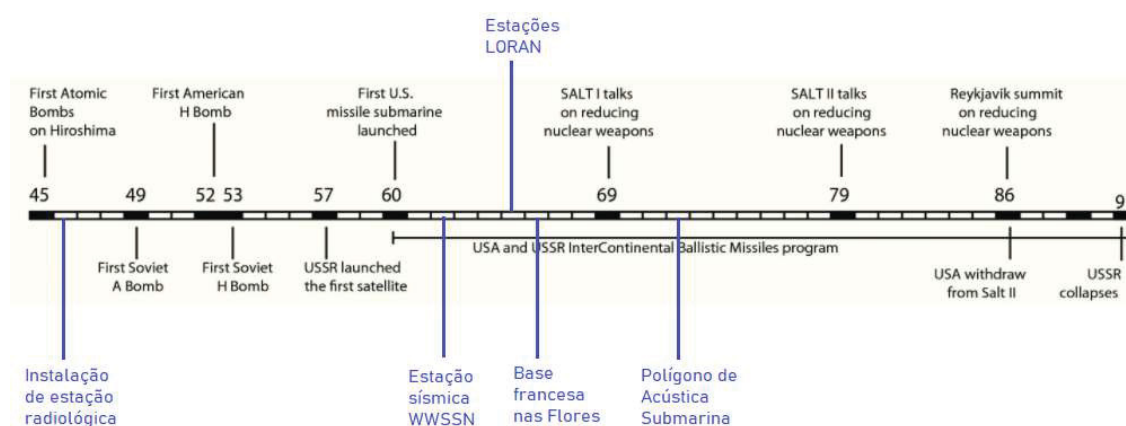 Estações
LORAN
First Atomic
Bombs
on Hiroshima
First American
H Bomb
First U.S.
missile submarine
launched
SALT I talks
on reducing
nuclear weapons
SALT II talks
on reducing
nuclear weapons
Reykjavik summit
on reducing
nuclear weapons
45
49
52
53
57
60
69
79
86
9
USA and USSR InterContinental Ballistic Missiles program
First Soviet
A Bomb
First Soviet
H Bomb
USSR launched
the first satellite
USA withdraw
from Salt II
USSR
collapses
Instalação
de estação
radiológica
Estação
sísmica
WWSSN
Base
francesa
nas Flores
Polígono de
Acústica
Submarina